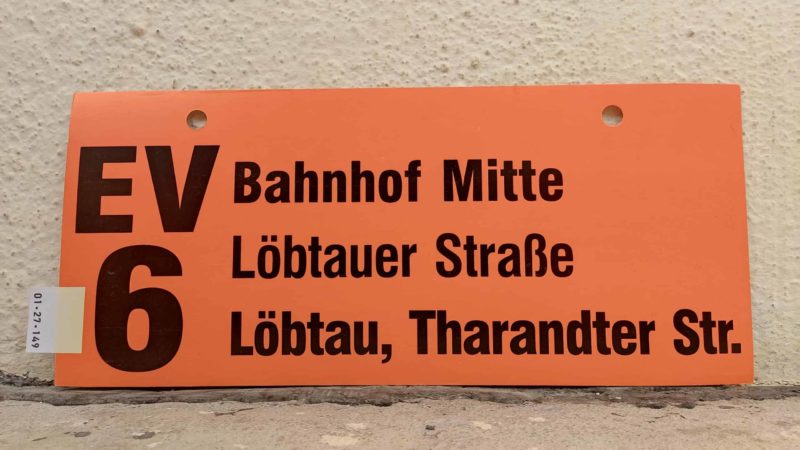 EV
6
Bahnhof Mitte
Löbtauer Straße
Löbtau, Tharandter Str.
01-27-149